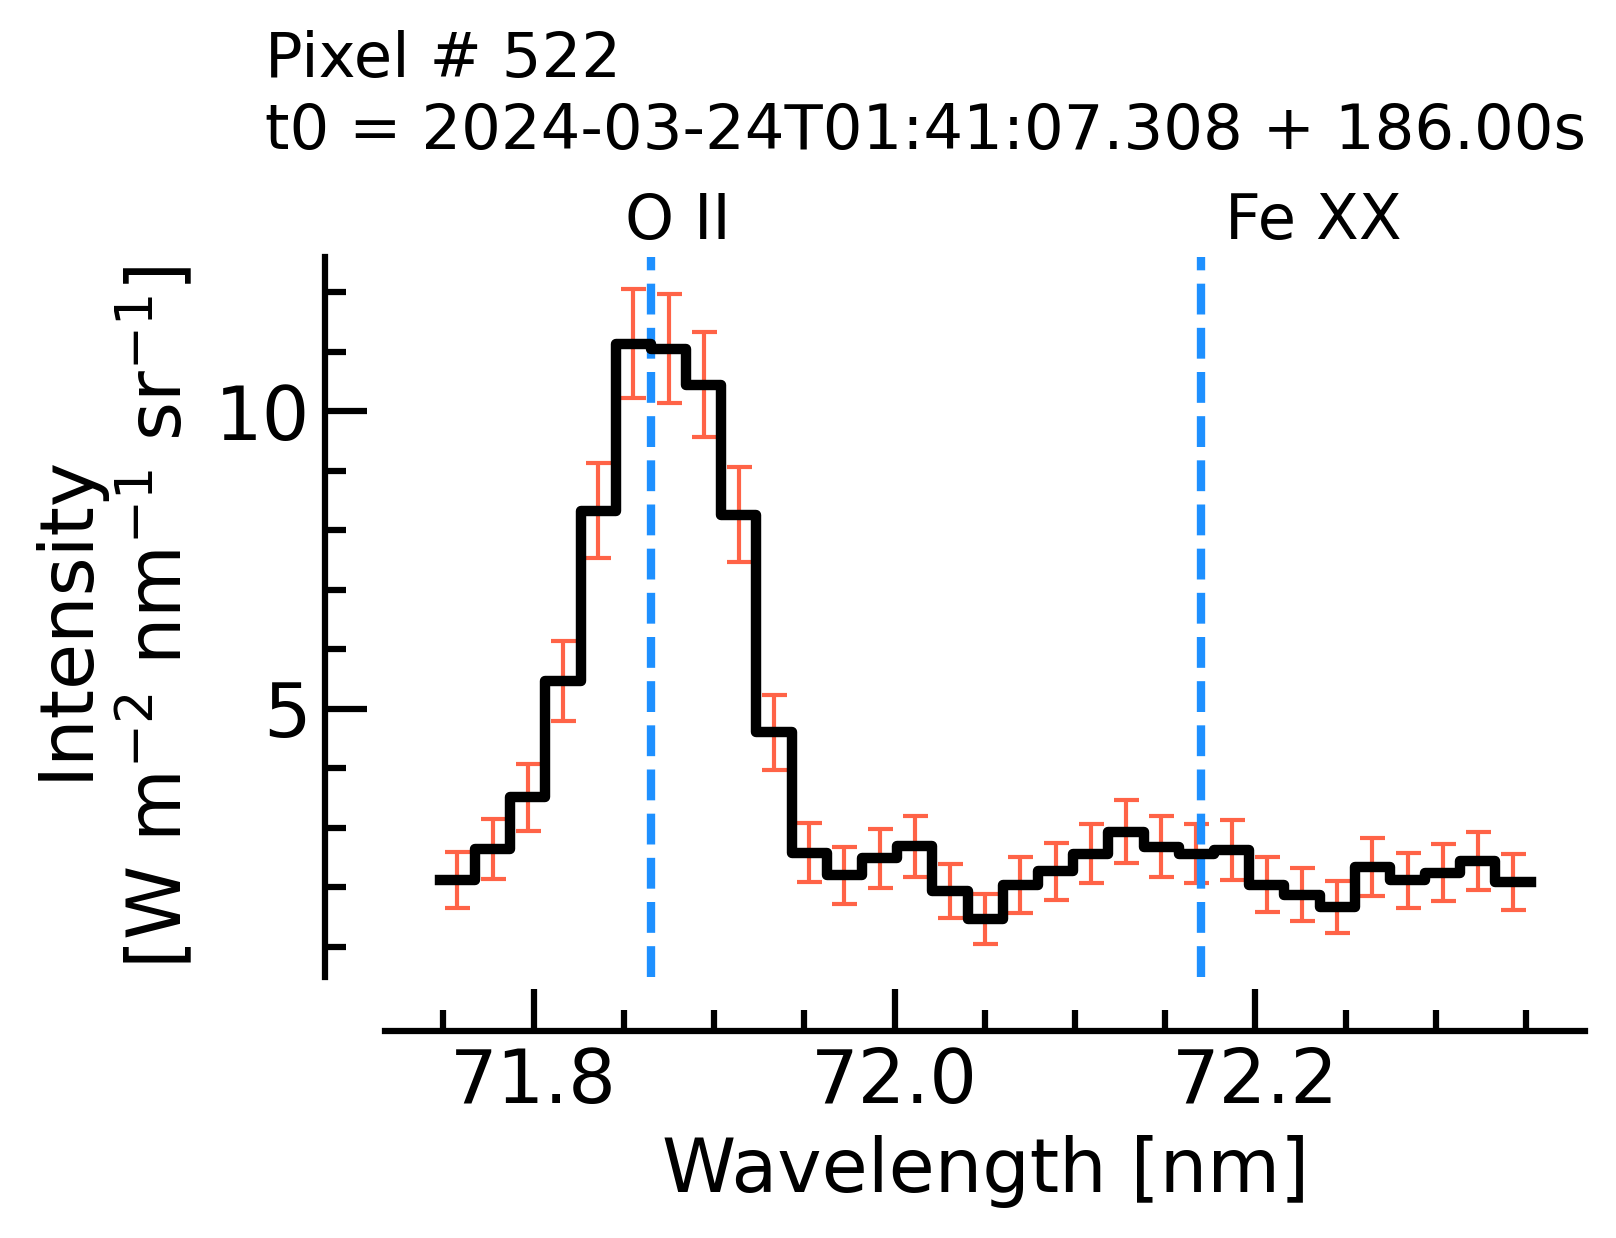 Pixel # 522
t0 = 2024-03-24T01:41:07.308 + 186.00s
O II
Fe XX
Intensity
[W m⁻² nm⁻¹ sr⁻¹]
10
5
71.8
72.0
72.2
Wavelength [nm]